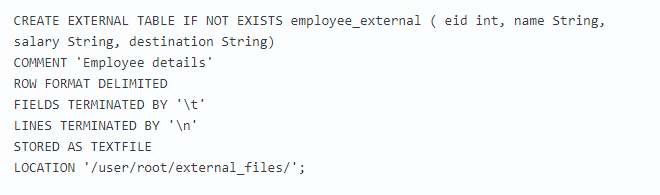 CREATE EXTERNAL TABLE IF NOT EXISTS employee_external ( eid int, name String,
salary String, destination String)
COMMENT 'Employee details'
ROW FORMAT DELIMITED
FIELDS TERMINATED BY '\t'
LINES TERMINATED BY '\n'
STORED AS TEXTFILE
LOCATION '/user/root/external_files/';